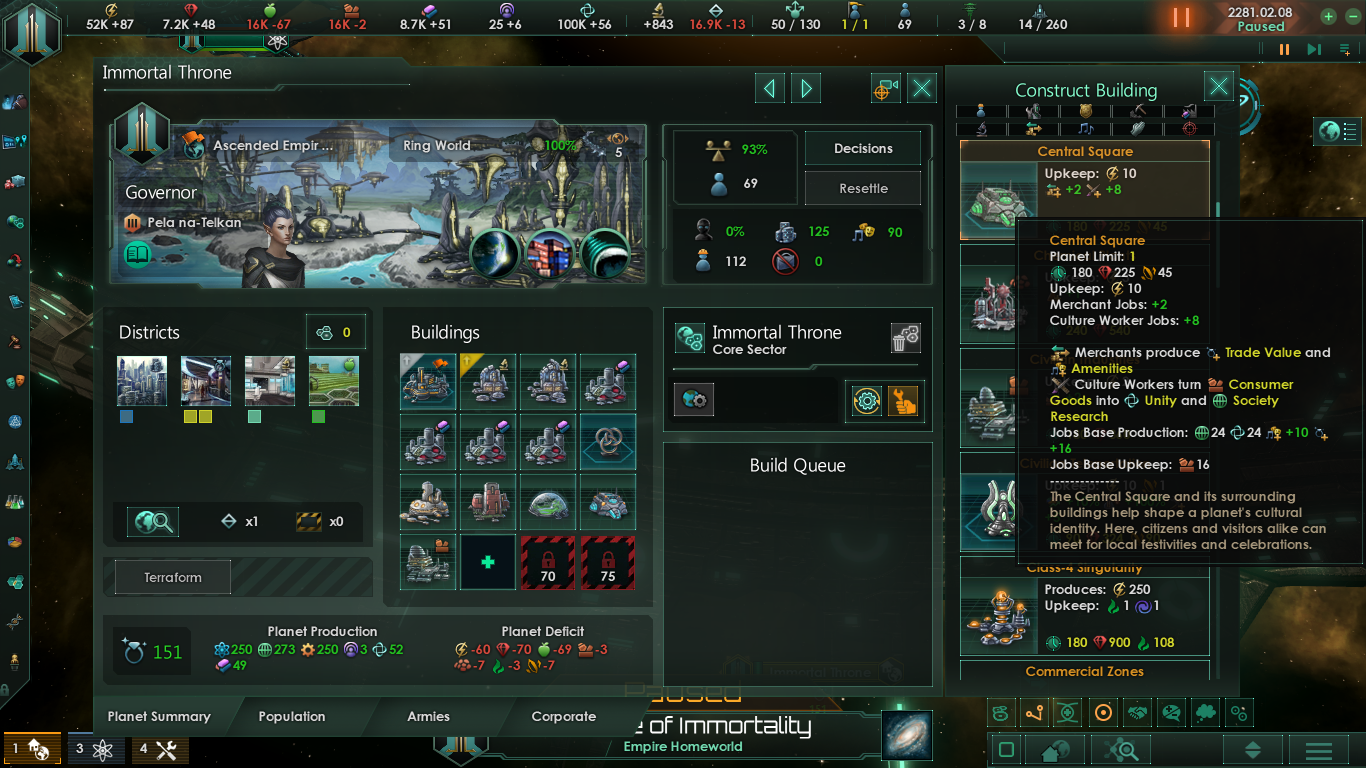 52K +87
7.2K +48
16K -67
16K -2
8.7K +51
25 +6
100K +56
+843
16.9K -13
50 / 130
1 / 1
69
3 / 8
14 / 260
2281.02.08
Paused
Immortal Throne
Ascended Empir ...
Ring World
100%
5
Governor
Pela na-Telkan
93%
69
Decisions
Resettle
0%
125
90
112
0
Districts
0
x1
x0
Terraform
Buildings
70
75
Immortal Throne
Core Sector
Build Queue
151
Planet Production
250 273 250 3 52
49
Planet Deficit
-60 -70 -69 -3
-7 -3 -7
Planet Summary
Population
Armies
Corporate
Paused
e of Immortality
Empire Homeworld
1
3
4
Construct Building
Central Square
Upkeep: 10
+2 +8
Central Square
Planet Limit: 1
180 225 45
Upkeep: 10
Merchant Jobs: +2
Culture Worker Jobs: +8
Merchants produce Trade Value and
Amenities
Culture Workers turn Consumer
Goods into Unity and Society
Research
Jobs Base Production: 24 24 +10
+16
Jobs Base Upkeep: 16
The Central Square and its surrounding
buildings help shape a planet's cultural
identity. Here, citizens and visitors alike can
meet for local festivities and celebrations.
Class-4 Singularity
Produces: 250
Upkeep: 1 1
180 900 108
Commercial Zones